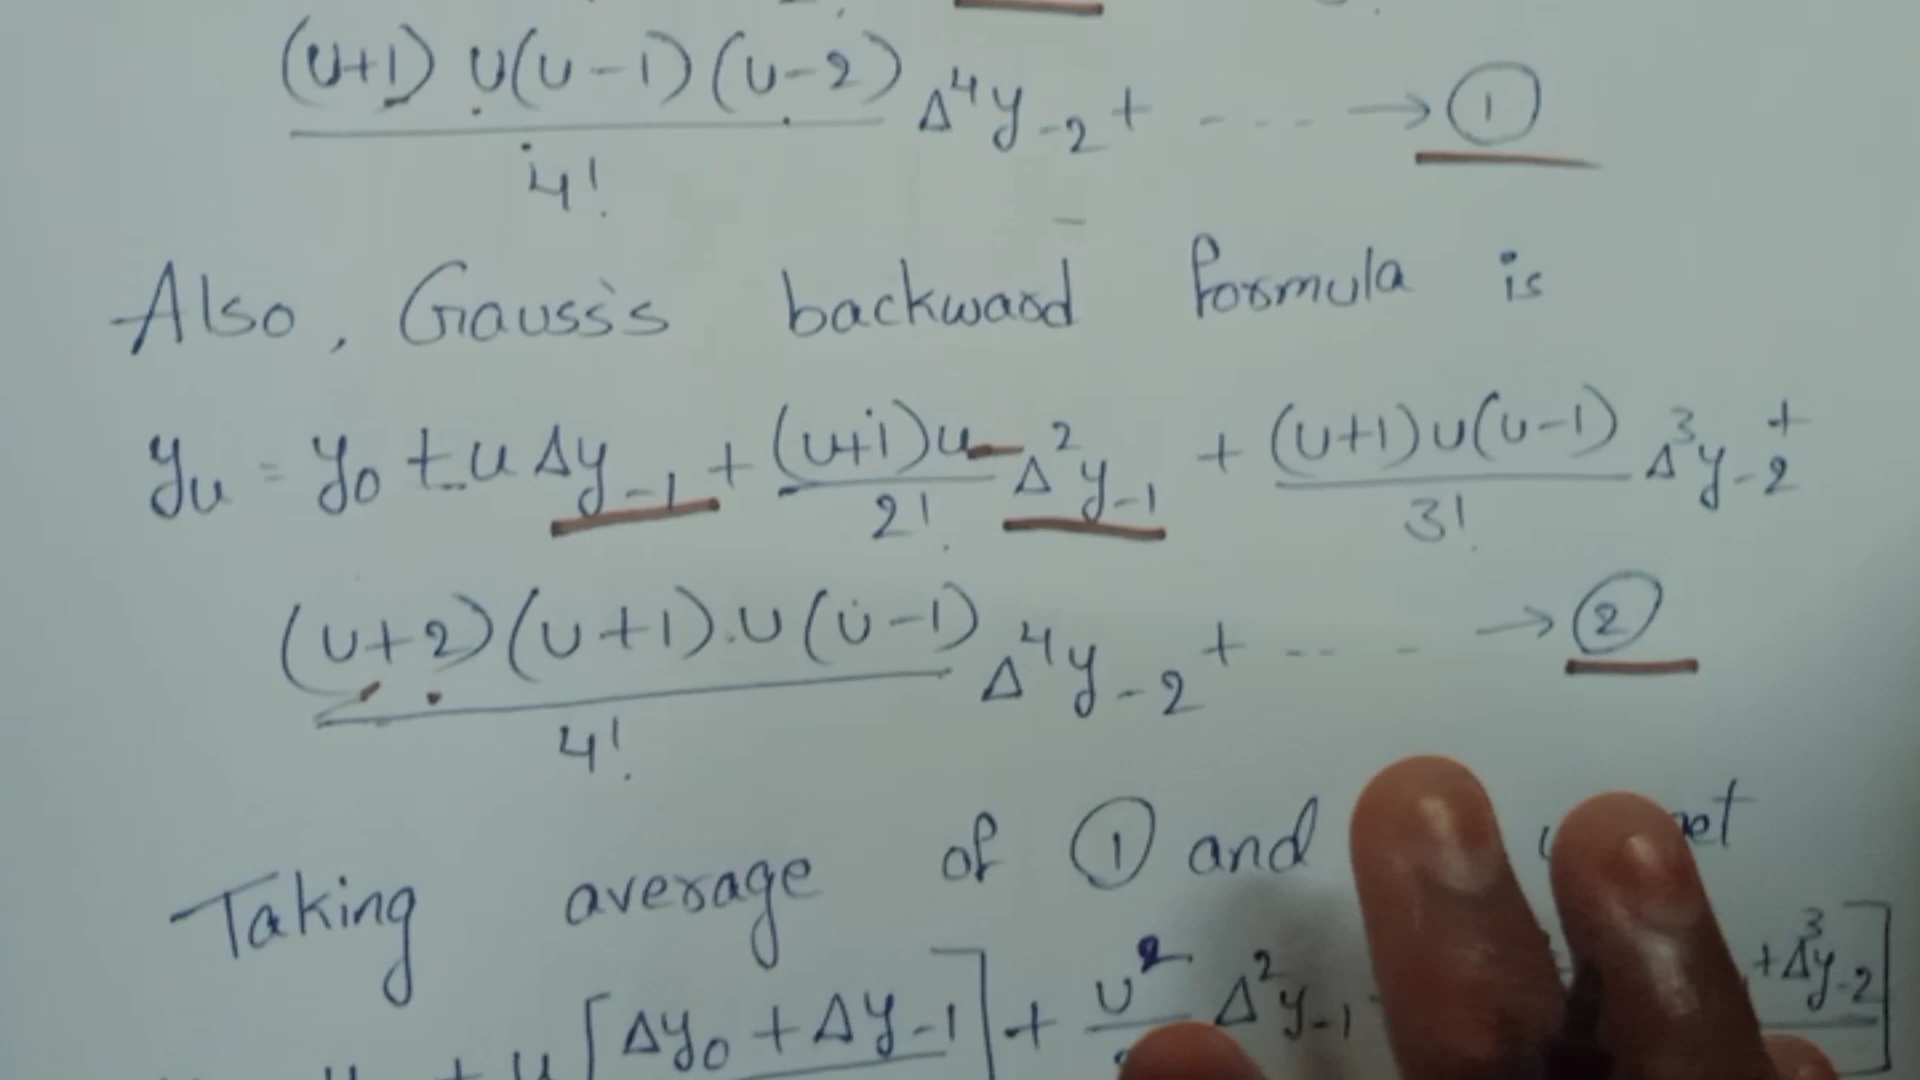 (u+1) u(u-1)(u-2)/4! Δ⁴y₋₂ + - - - - → ①
Also, Gauss's backward formula is
yᵤ = y₀ + u Δy₋₁ + (u+1)u/2! Δ²y₋₁ + (u+1)u(u-1)/3! Δ³y₋₂ +
(u+2)(u+1).u(u-1)/4! Δ⁴y₋₂ + - - - → ②
Taking average of ① and get
+ u [Δy₀ + Δy₋₁] + u² Δ²y₋₁ + Δ³y₋₂]